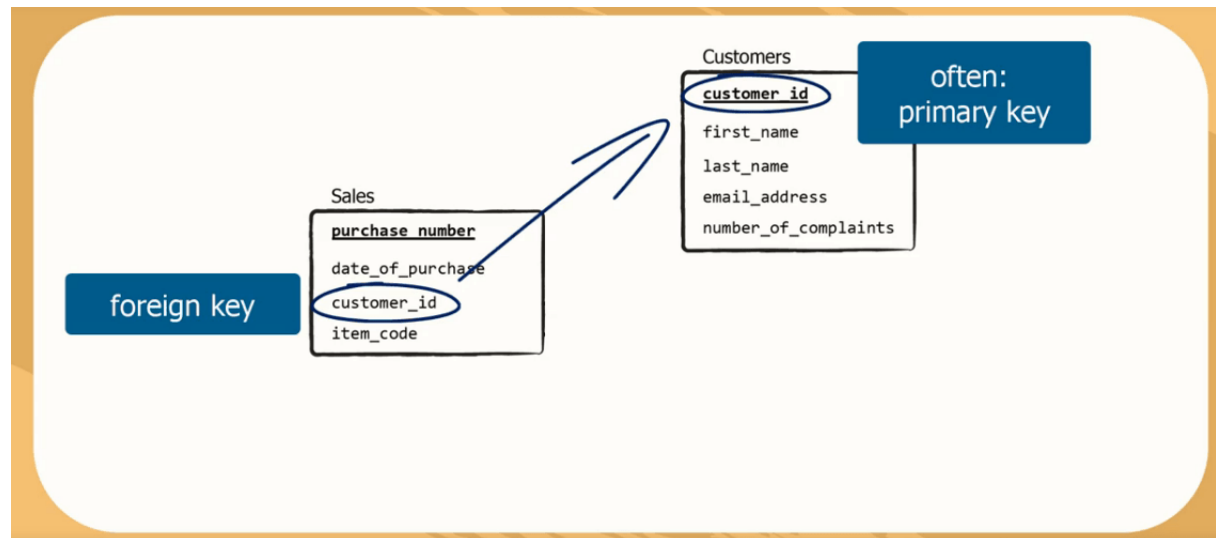 Customers
often:
primary key
customer_id
first_name
last_name
email_address
number_of_complaints
Sales
purchase_number
date_of_purchase
foreign key
customer_id
item_code